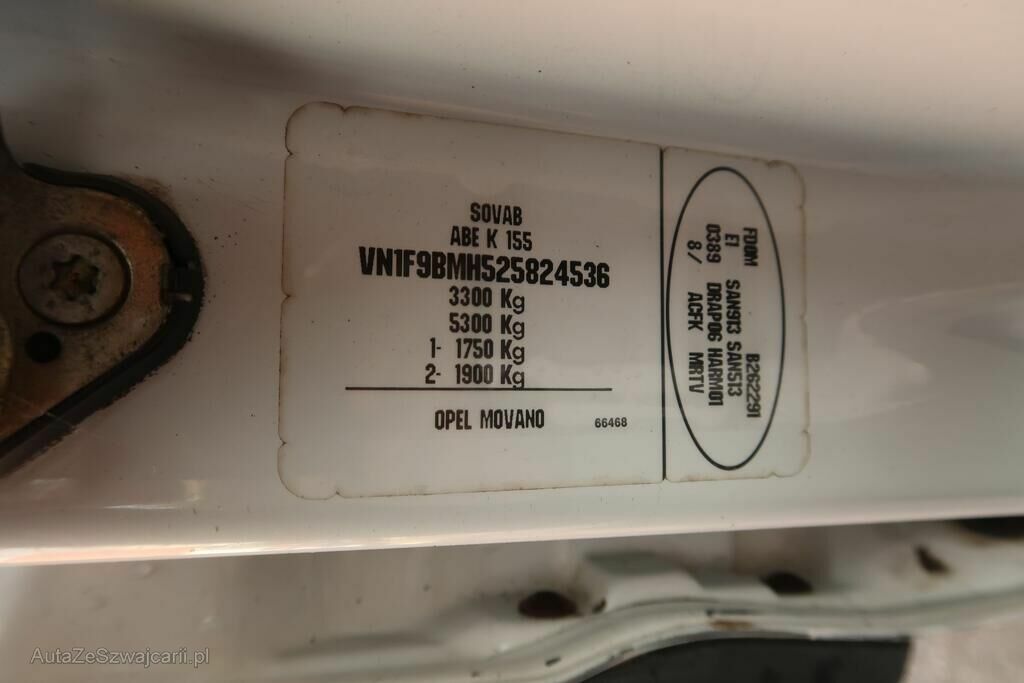 SOVAB
ABE K 155
VN1F9BMH525824536
3300 Kg
5300 Kg
1- 1750 Kg
2- 1900 Kg
OPEL MOVANO
66468
B262291
FDOM SAN913 SAN513
E1 DRAP06 HARM01
0389 ACFK MRTV
8/
AutaZeSzwajcarii.pl